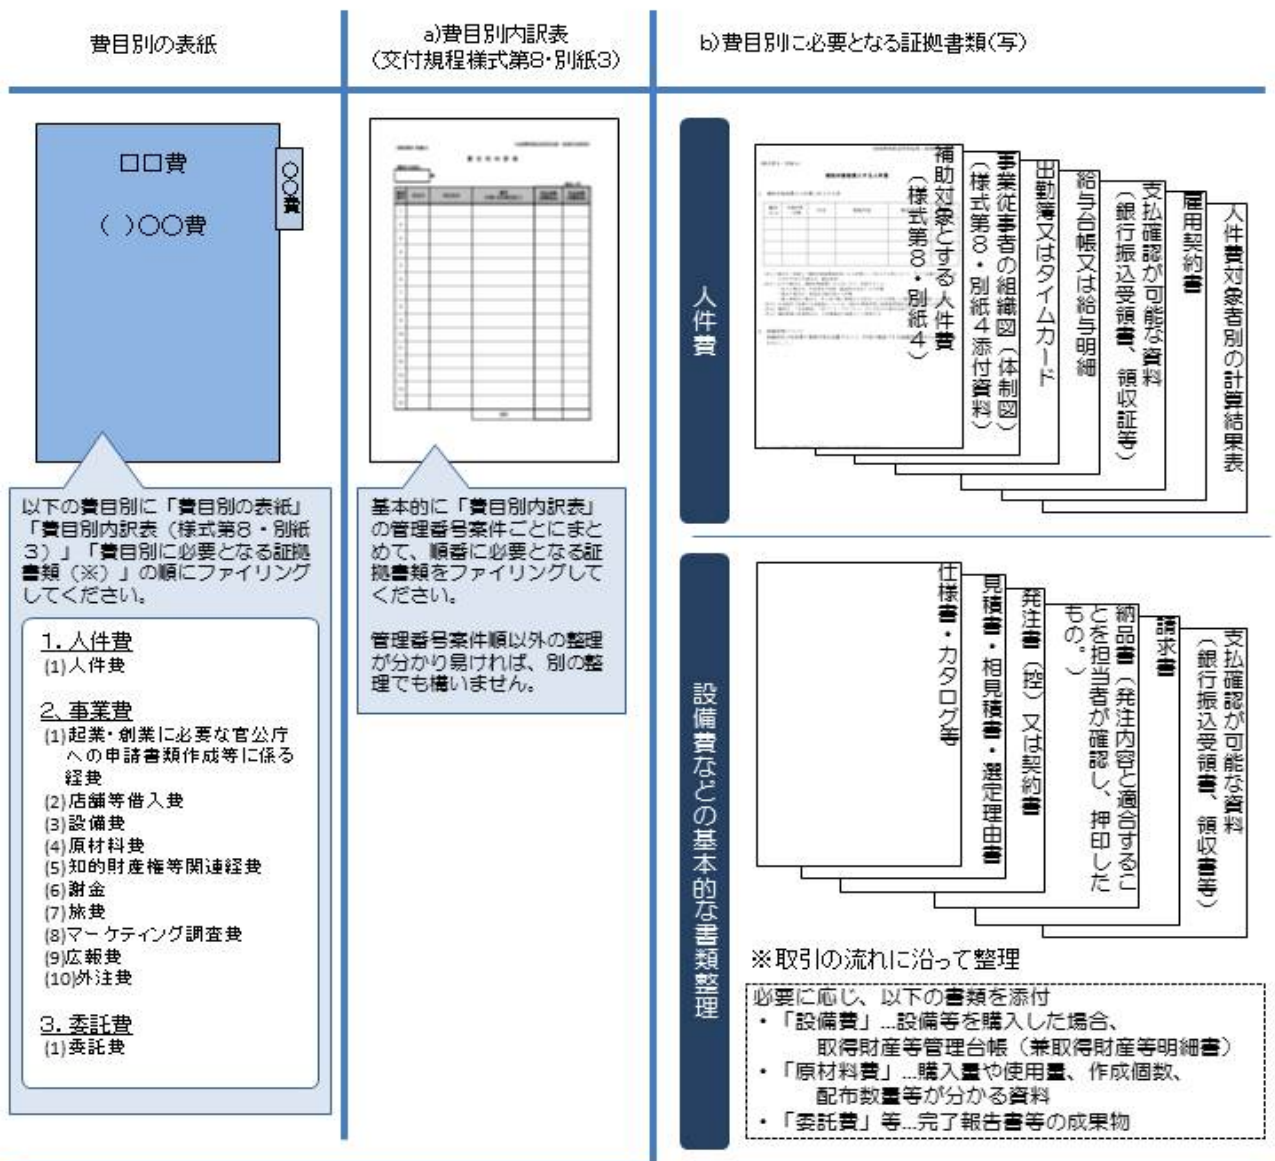 費目別の表紙
a)費目別内訳表
(交付規程様式第8・別紙3)
b)費目別に必要となる証拠書類(写)
□□費
( )〇〇費
〇〇費
以下の費目別に「費目別の表紙」
「費目別内訳表（様式第8・別紙
3）」「費目別に必要となる証拠
書類（※）」の順にファイリング
してください。
1. 人件費
(1)人件費
2、事業費
(1)起業・創業に必要な官公庁
への申請書類作成等に係る
経費
(2)店舗等借入費
(3)設備費
(4)原材料費
(5)知的財産権等関連経費
(6)謝金
(7)旅費
(8)マーケティング調査費
(9)広報費
(10)外注費
3. 委託費
(1)委託費
基本的に「費目別内訳表」
の管理番号案件ごとにまと
めて、順番に必要となる証
拠書類をファイリングして
ください。
管理番号案件順以外の整理
が分かり易ければ、別の整
理でも構いません。
人件費
補助対象とする人件費
（様式第8・別紙4）
事業従事者の組織図（体制図）
（様式第8・別紙4添付資料）
出勤簿又はタイムカード
給与台帳又は給与明細
支払確認が可能な資料
（銀行振込受領書、領収証等）
雇用契約書
人件費対象者別の計算結果表
設備費などの基本的な書類整理
仕様書・カタログ等
見積書・相見積書・選定理由書
発注書（控）又は契約書
納品書（発注内容と適合するこ
とを担当者が確認し、押印した
もの。）
請求書
支払確認が可能な資料
（銀行振込受領書、領収書等）
※取引の流れに沿って整理
必要に応じ、以下の書類を添付
・「設備費」…設備等を購入した場合、
取得財産等管理台帳（兼取得財産等明細書）
・「原材料費」…購入量や使用量、作成個数、
配布数量等が分かる資料
・「委託費」等…完了報告書等の成果物